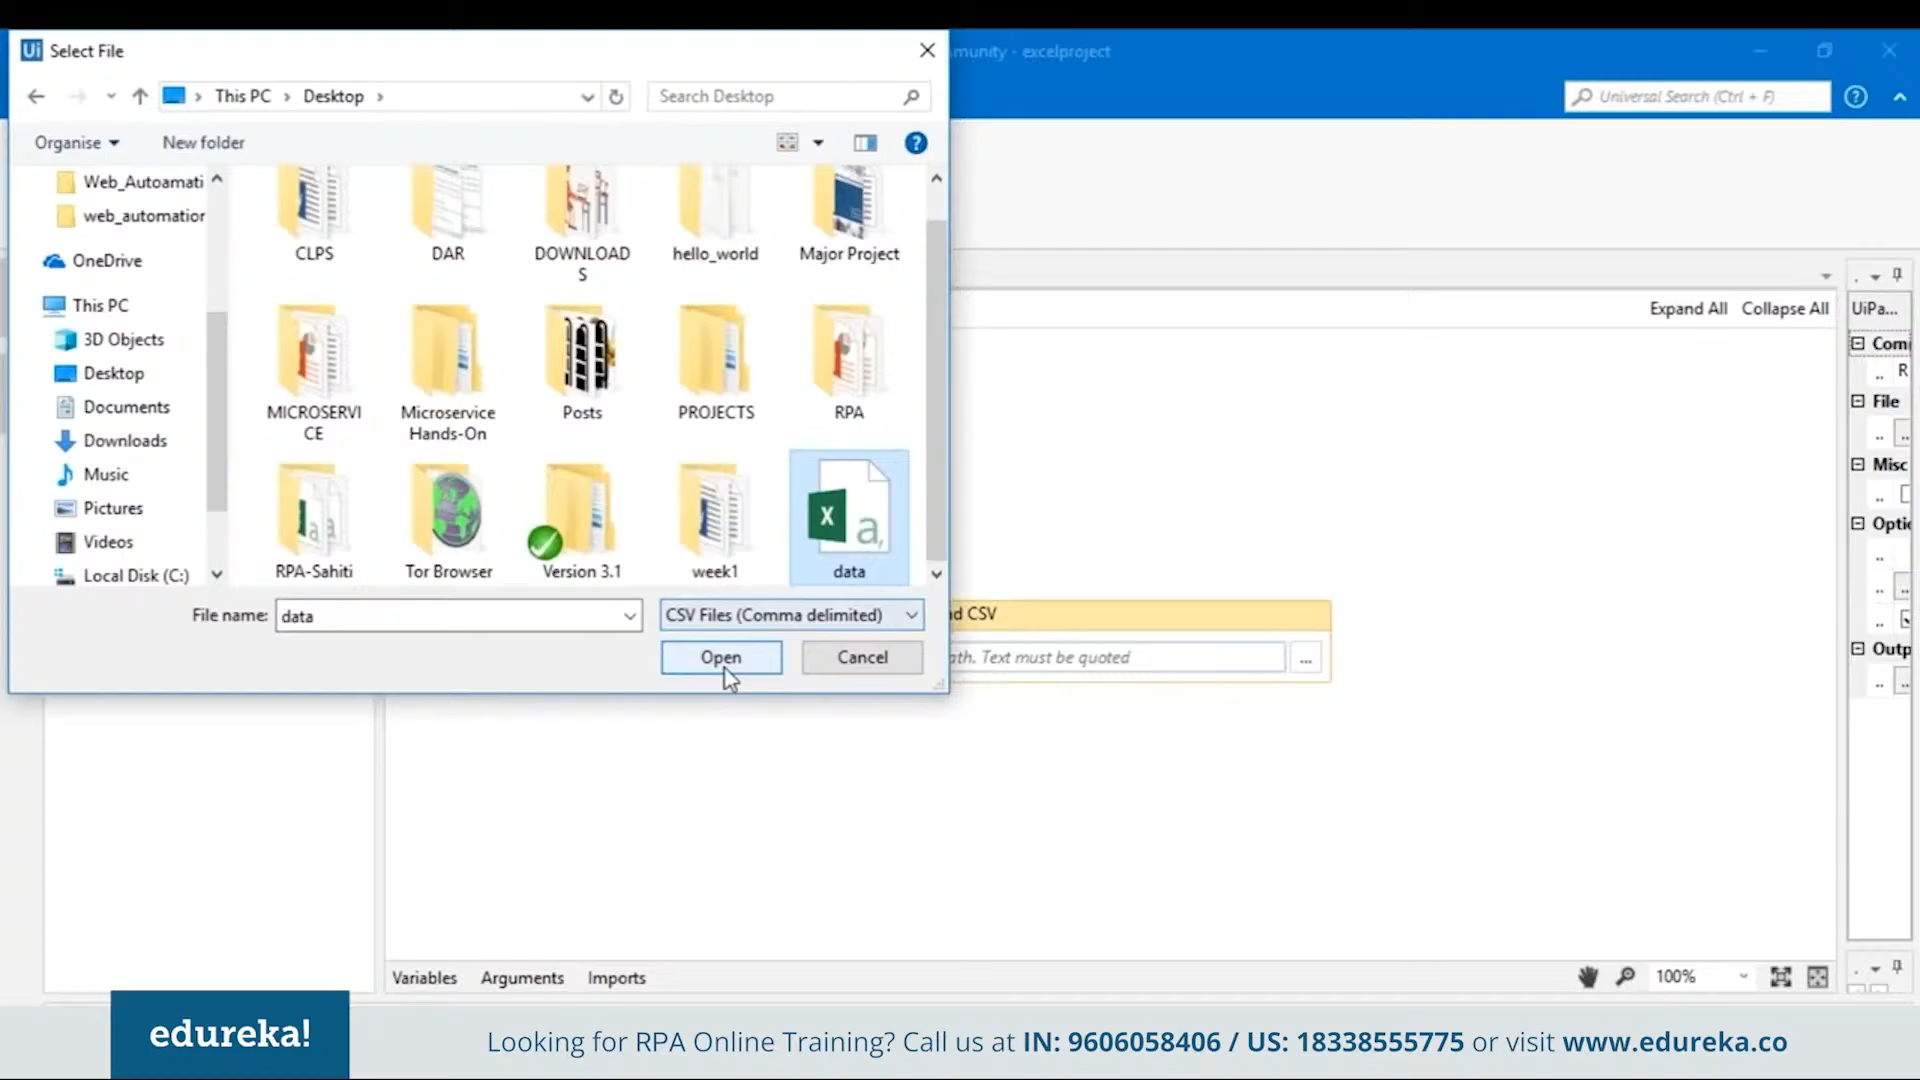 Ui Select File
munity - excelproject
This PC > Desktop >
Search Desktop
Universal Search (Ctrl + F)
Organise
New folder
Web_Autoamati
web_automation
OneDrive
This PC
3D Objects
Desktop
Documents
Downloads
Music
Pictures
Videos
Local Disk (C:)
CLPS
DAR
DOWNLOAD
S
hello_world
Major Project
MICROSERVI
CE
Microservice
Hands-On
Posts
PROJECTS
RPA
RPA-Sahiti
Tor Browser
Version 3.1
week1
data
File name: data
CSV Files (Comma delimited)
Open
Cancel
Expand All Collapse All
UiPa...
Com
R
File
Misc
Optio
Outp
d CSV
ath. Text must be quoted
...
Variables Arguments Imports
100%
edureka!
Looking for RPA Online Training? Call us at IN: 9606058406 / US: 18338555775 or visit www.edureka.co